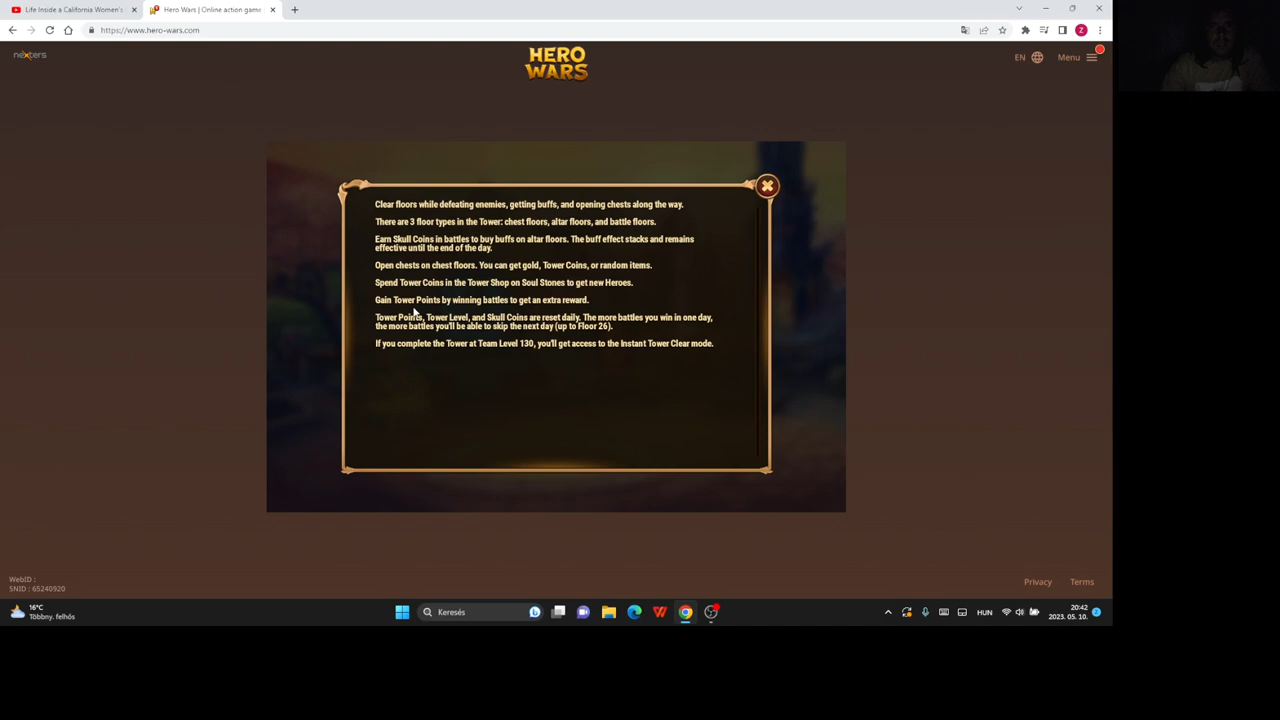 Life Inside a California Women's
Hero Wars | Online action game
https://www.hero-wars.com
nexters
HERO
WARS
EN
Menu
Clear floors while defeating enemies, getting buffs, and opening chests along the way.
There are 3 floor types in the Tower: chest floors, altar floors, and battle floors.
Earn Skull Coins in battles to buy buffs on altar floors. The buff effect stacks and remains
effective until the end of the day.
Open chests on chest floors. You can get gold, Tower Coins, or random items.
Spend Tower Coins in the Tower Shop on Soul Stones to get new Heroes.
Gain Tower Points by winning battles to get an extra reward.
Tower Points, Tower Level, and Skull Coins are reset daily. The more battles you win in one day,
the more battles you'll be able to skip the next day (up to Floor 26).
If you complete the Tower at Team Level 130, you'll get access to the Instant Tower Clear mode.
WebID :
SNID : 65240920
Privacy
Terms
16°C
Többny. felhős
Keresés
HUN
20:42
2023. 05. 10.
2
Z